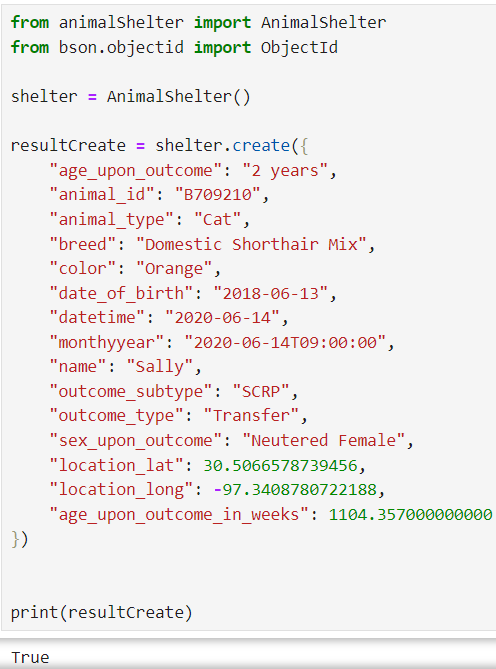 from animalShelter import AnimalShelter
from bson.objectid import ObjectId
shelter = AnimalShelter()
resultCreate = shelter.create({
    "age_upon_outcome": "2 years",
    "animal_id": "B709210",
    "animal_type": "Cat",
    "breed": "Domestic Shorthair Mix",
    "color": "Orange",
    "date_of_birth": "2018-06-13",
    "datetime": "2020-06-14",
    "monthyyear": "2020-06-14T09:00:00",
    "name": "Sally",
    "outcome_subtype": "SCRP",
    "outcome_type": "Transfer",
    "sex_upon_outcome": "Neutered Female",
    "location_lat": 30.5066578739456,
    "location_long": -97.3408780722188,
    "age_upon_outcome_in_weeks": 1104.357000000000
})
print(resultCreate)
True